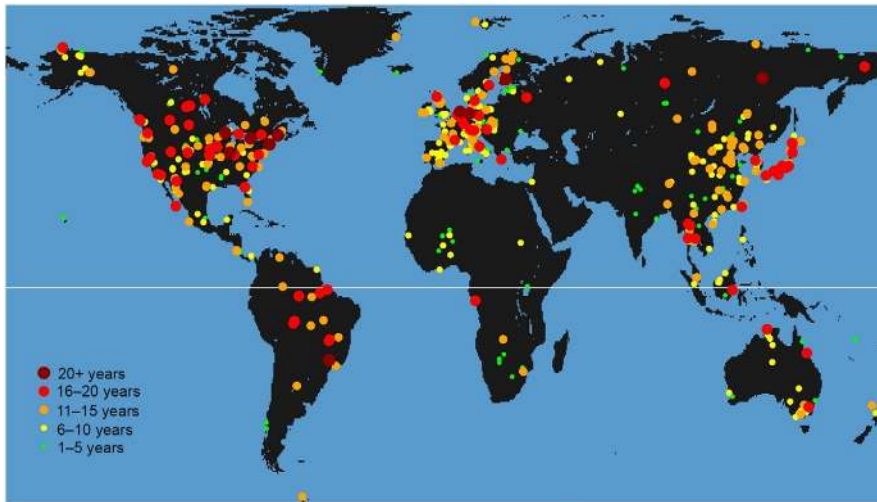 20+ years
16–20 years
11–15 years
6–10 years
1–5 years